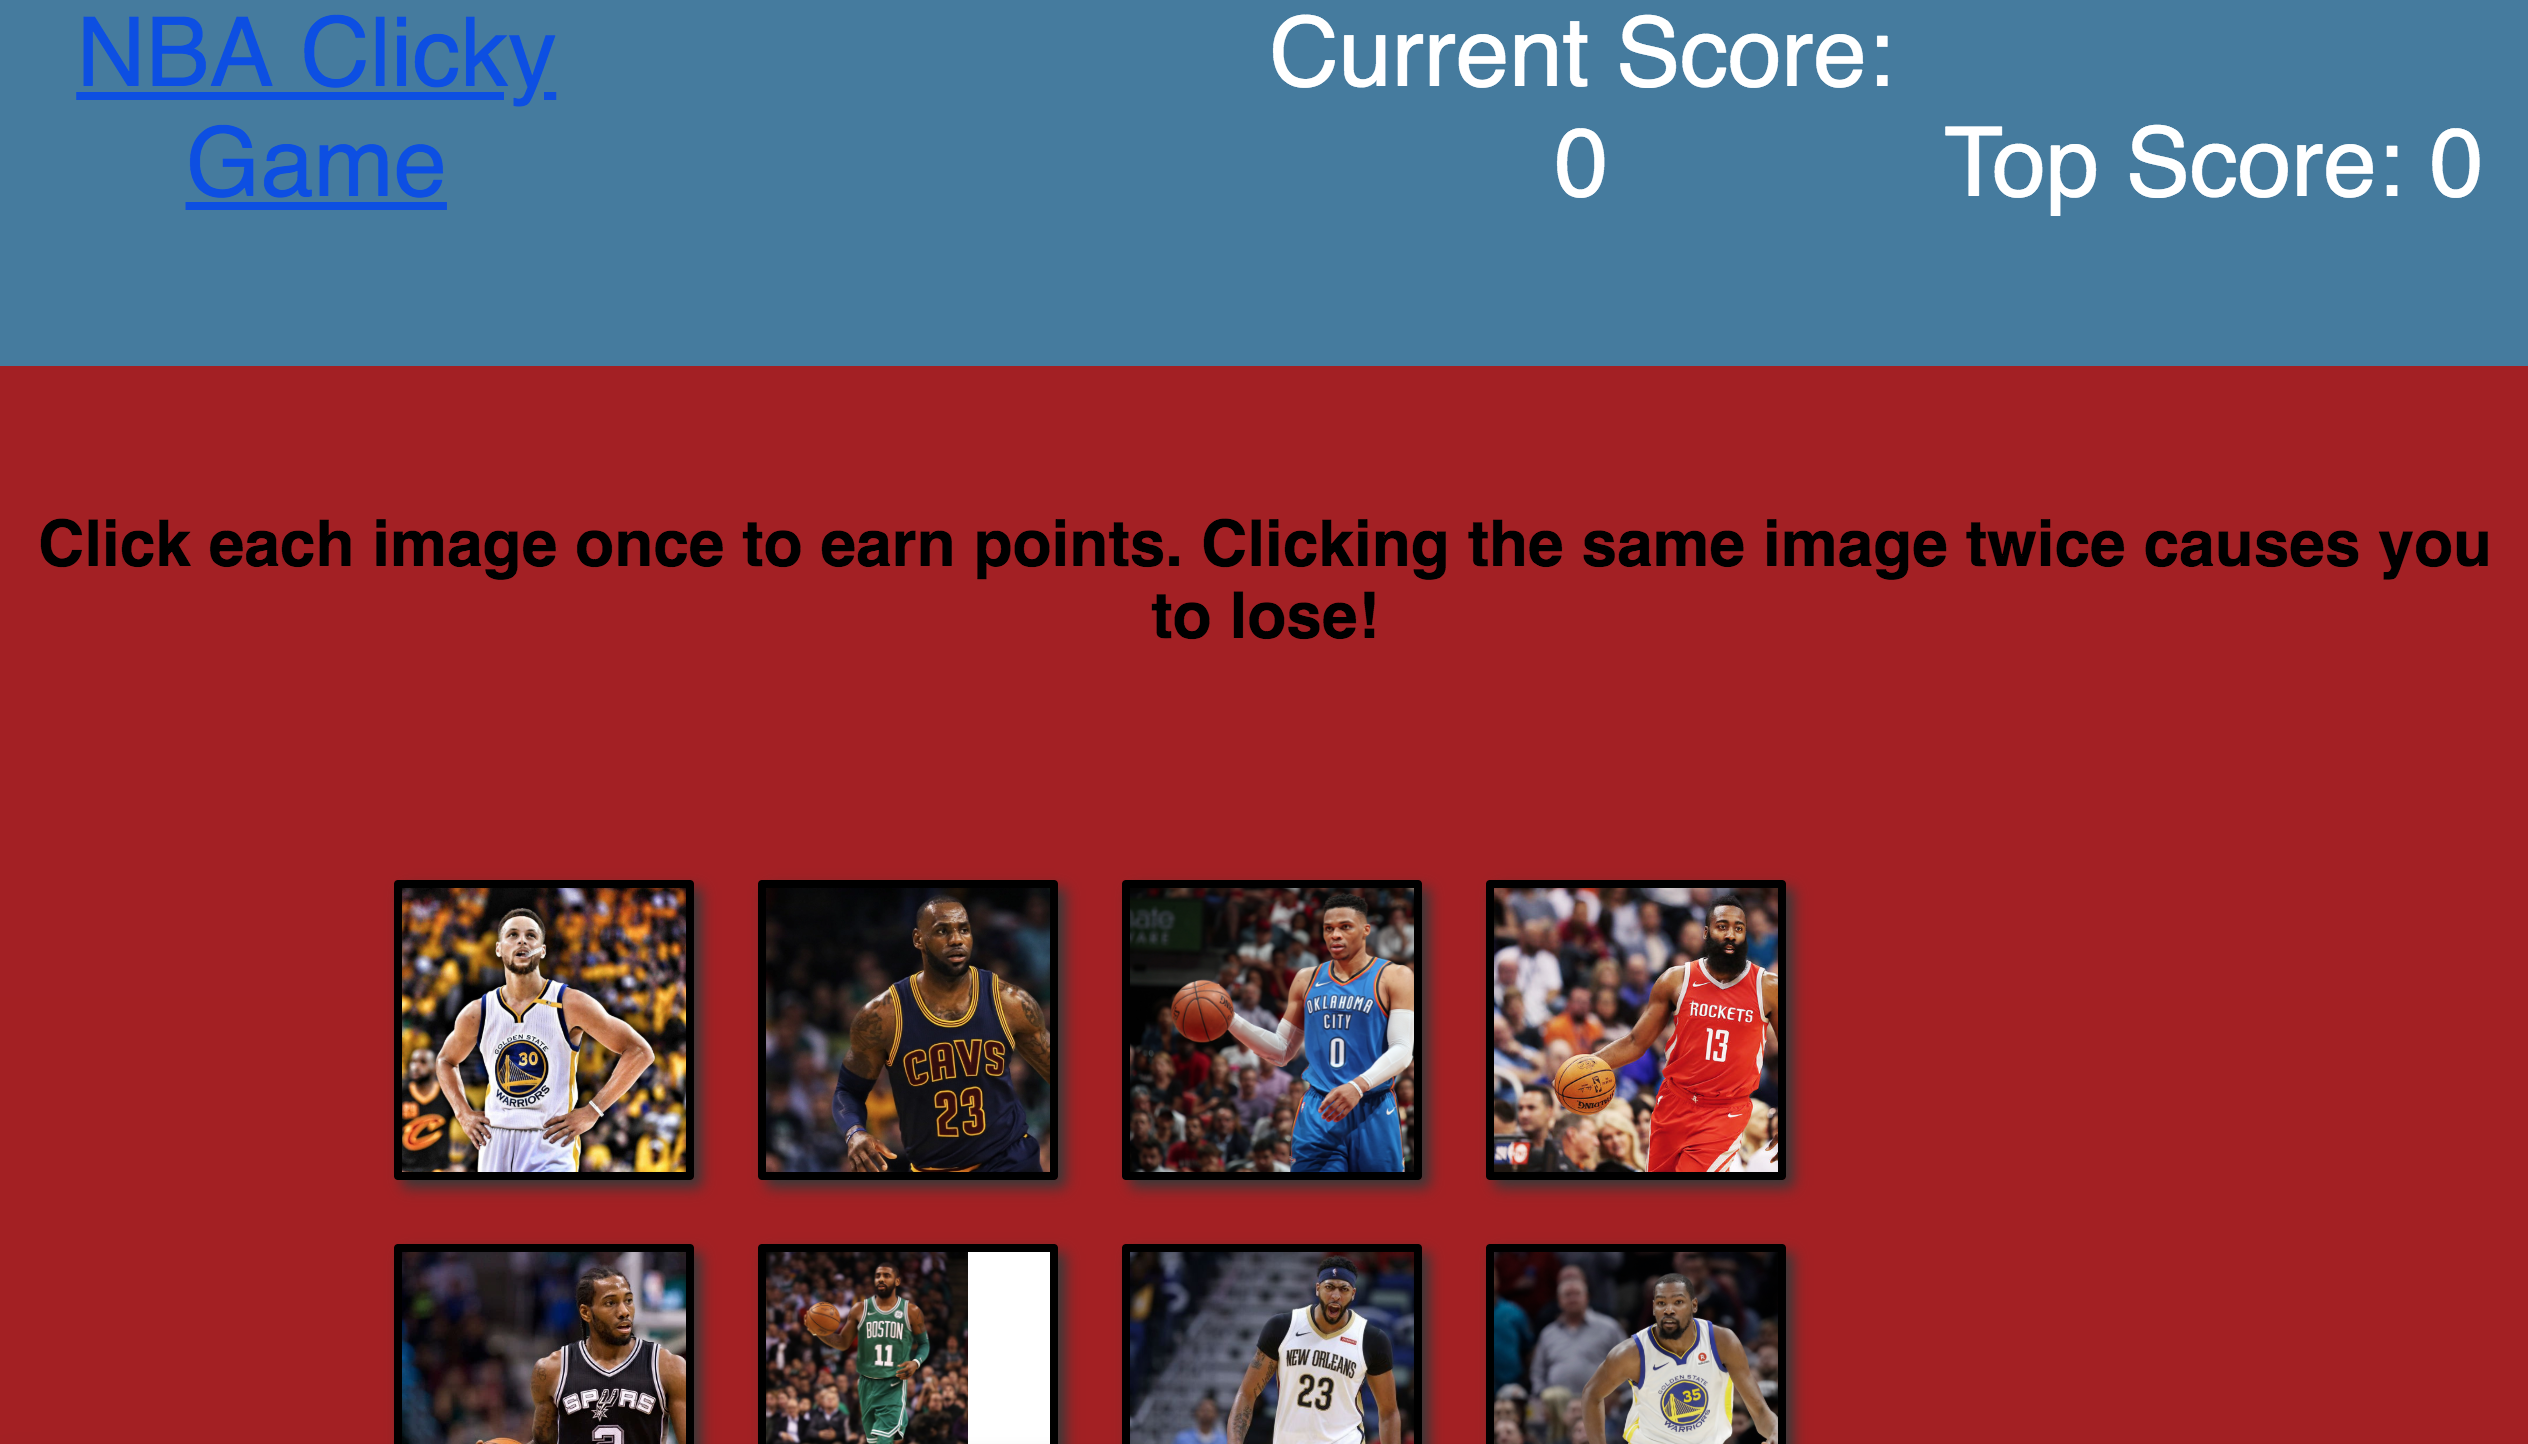 NBA Clicky
Game
Current Score:
0
Top Score: 0
Click each image once to earn points. Clicking the same image twice causes you
to lose!
GOLDEN STATE
30
WARRIORS
CAVS
23
OKLAHOMA
CITY
0
ROCKETS
13
SPURS
BOSTON
11
NEW ORLEANS
23
GOLDEN STATE
35
WARRIORS